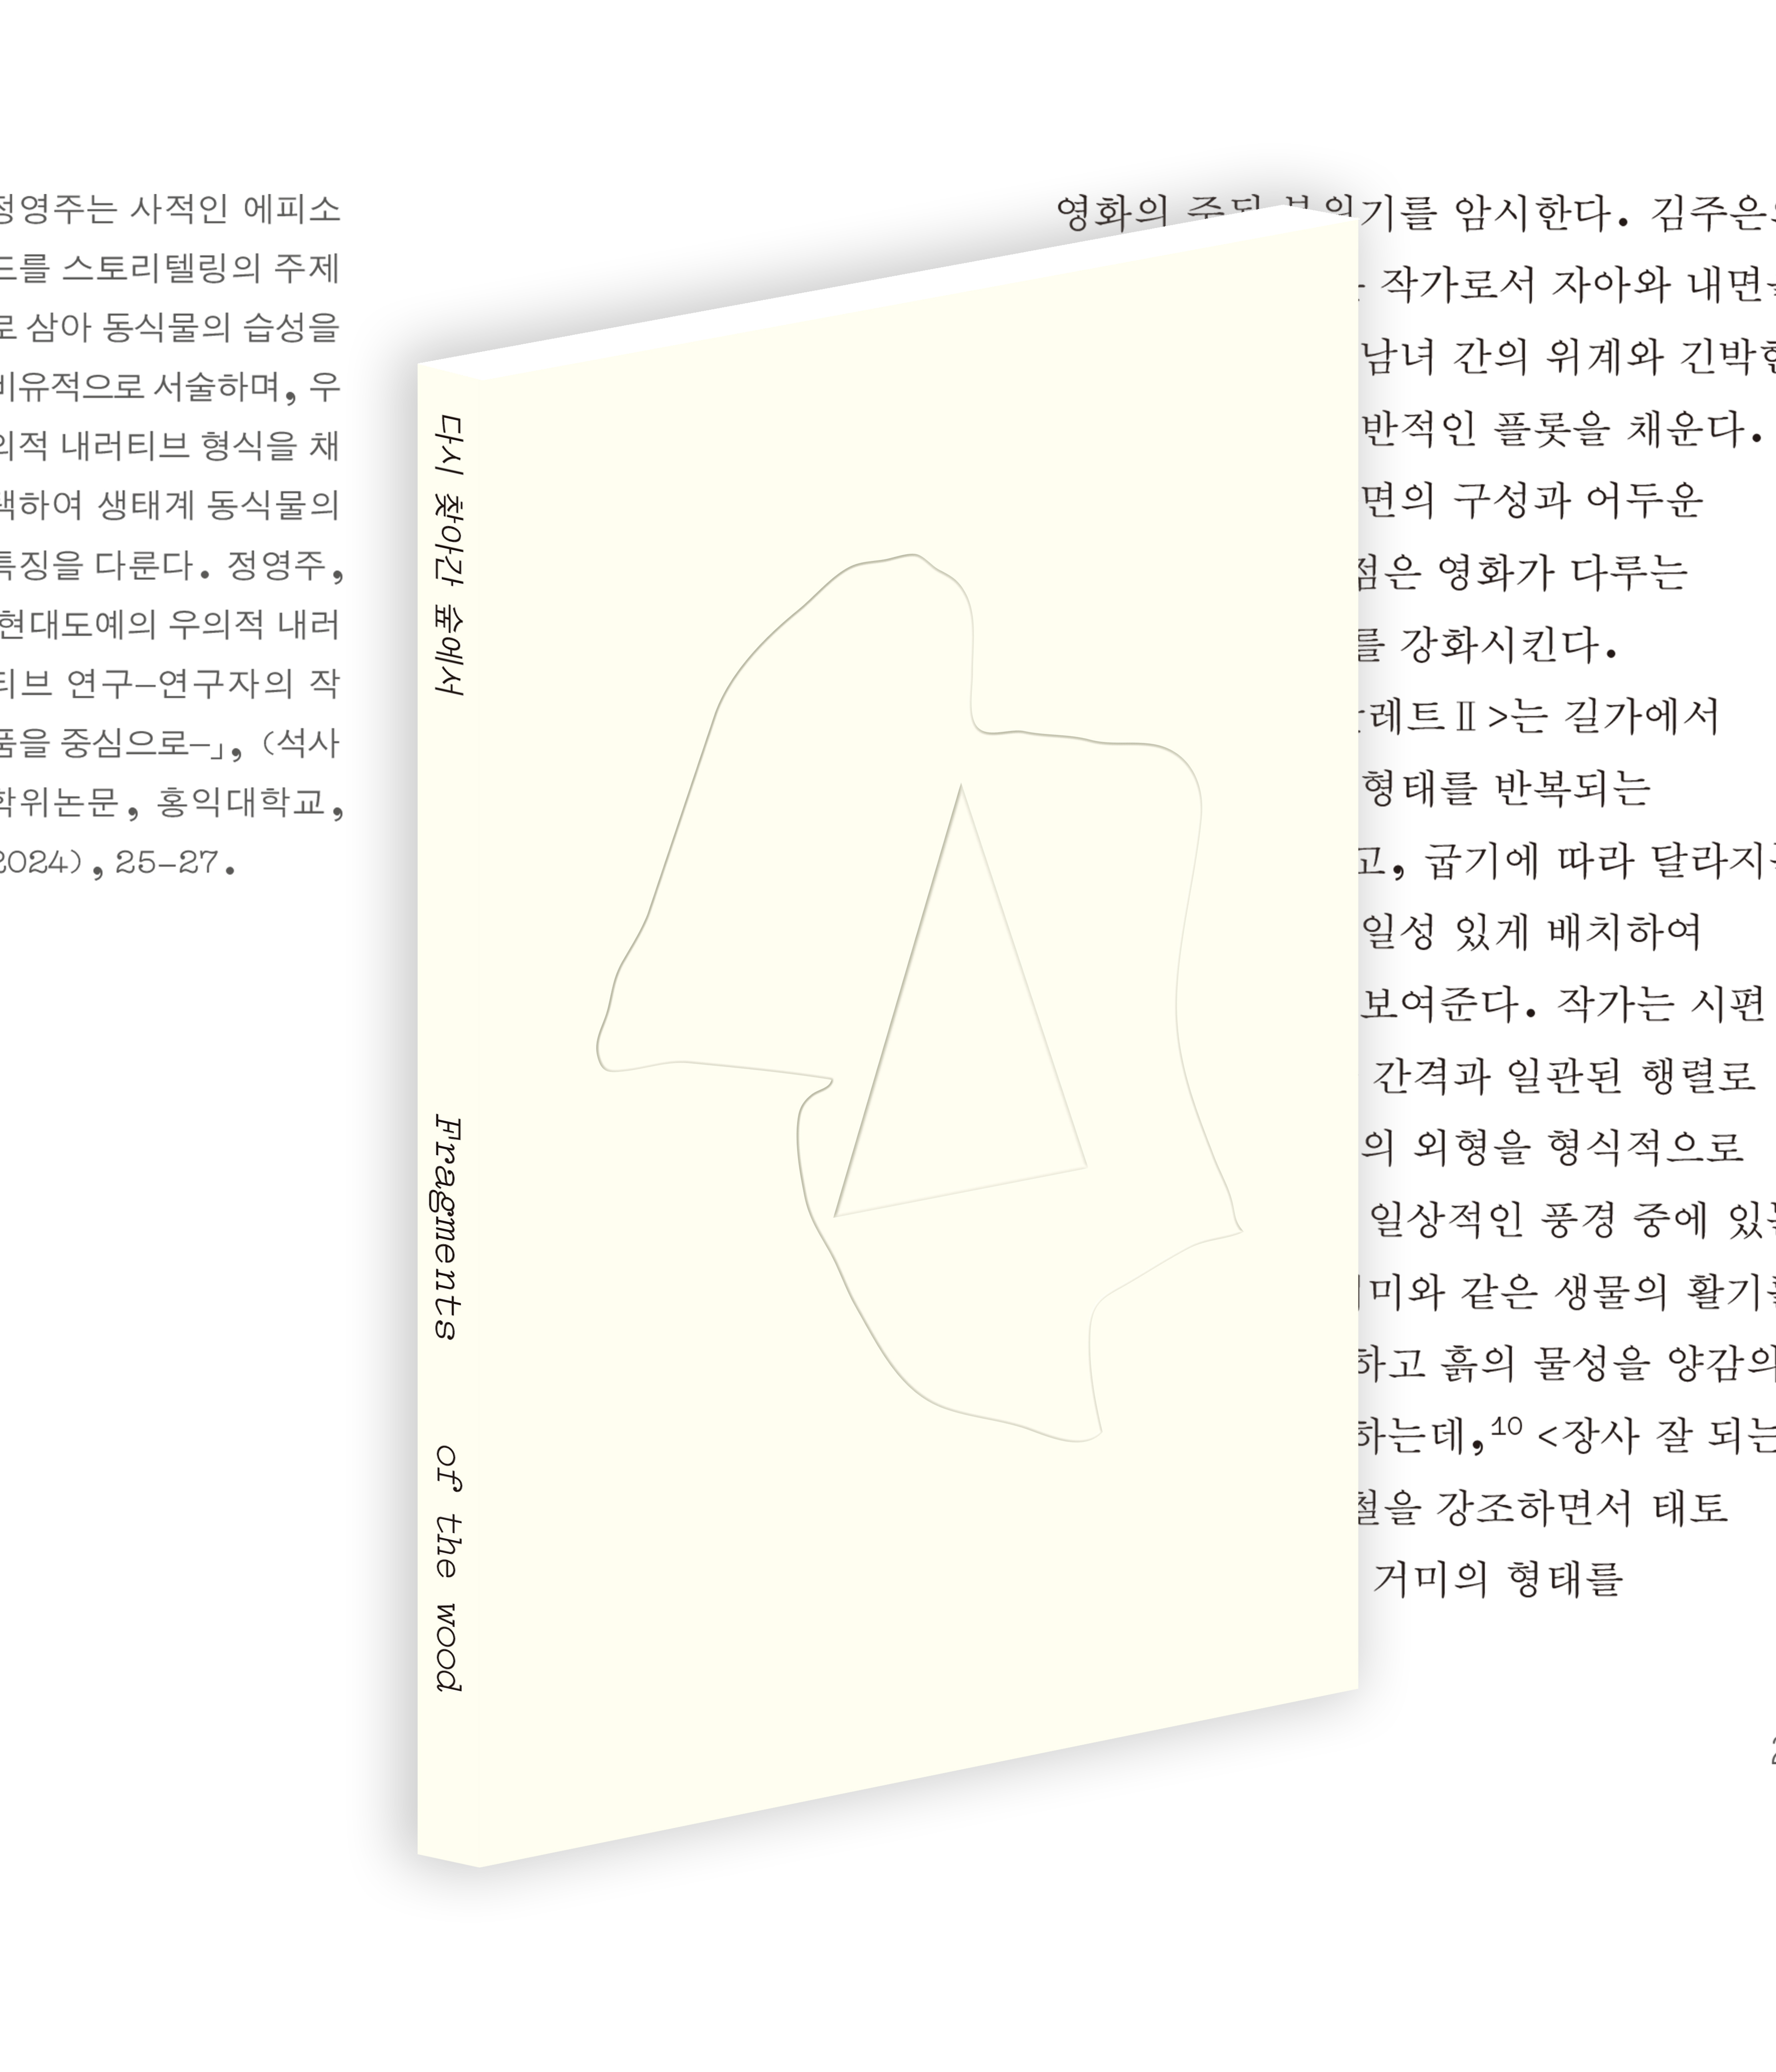 정영주는 사적인 에피소
드를 스토리텔링의 주제
로 삼아 동식물의 습성을
비유적으로 서술하며, 우
의적 내러티브 형식을 채
택하여 생태계 동식물의
특징을 다룬다. 정영주,
현대도예의 우의적 내러
티브 연구—연구자의 작
품을 중심으로—」, (석사
학위논문, 홍익대학교,
2024), 25–27.
다시 찾아간 숲에서
Fragments of the wood
영화의 주된 분위기를 암시한다. 김주은의
작가로서 자아와 내면을
남녀 간의 위계와 긴박한
반적인 플롯을 채운다.
면의 구성과 어두운
점은 영화가 다루는
를 강화시킨다.
레트Ⅱ>는 길가에서
형태를 반복되는
고, 굽기에 따라 달라지는
일성 있게 배치하여
보여준다. 작가는 시편
간격과 일관된 행렬로
의 외형을 형식적으로
일상적인 풍경 중에 있는
미와 같은 생물의 활기를
하고 흙의 물성을 양감의
하는데,¹⁰ <장사 잘 되는
철을 강조하면서 태토
거미의 형태를